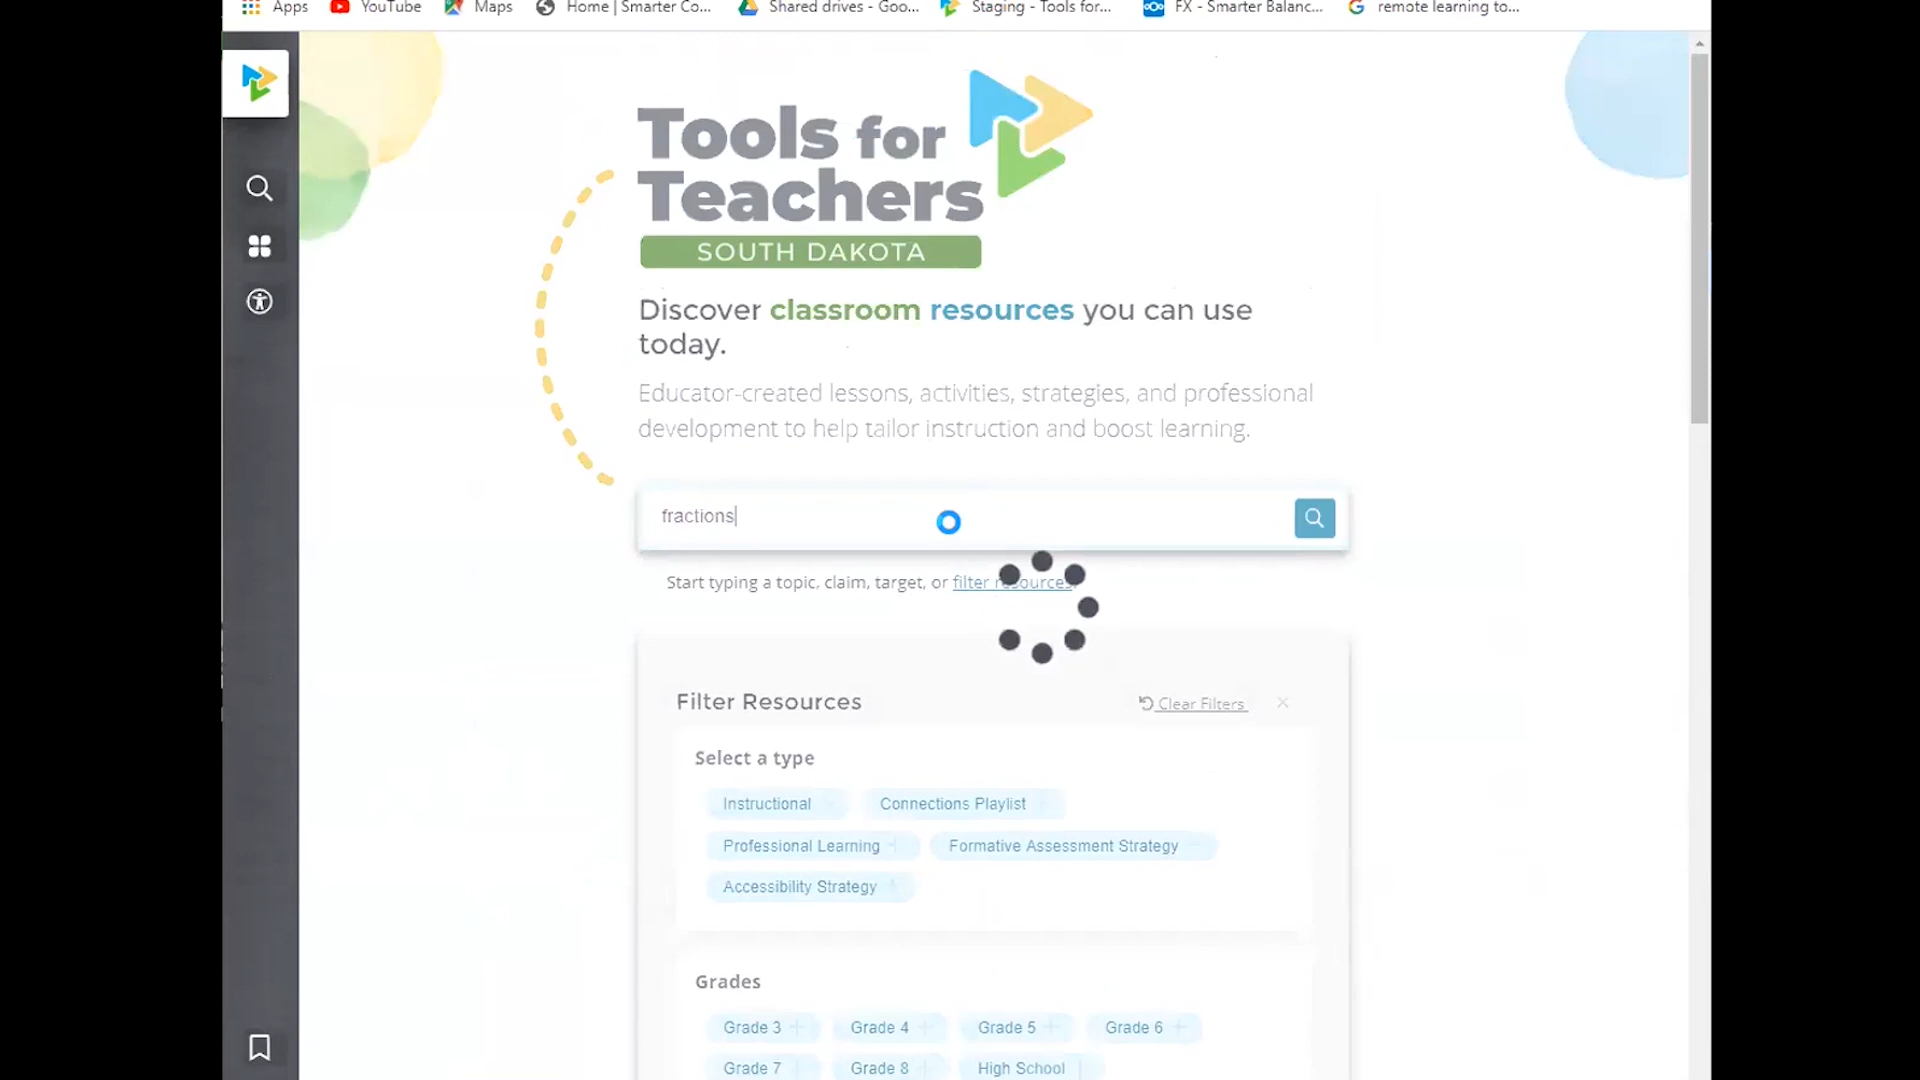 Apps YouTube Maps Home | Smarter Co... Shared drives - Goo... Staging - Tools for... FX - Smarter Balanc... remote learning to...
Tools for
Teachers
SOUTH DAKOTA
Discover classroom resources you can use
today.
Educator-created lessons, activities, strategies, and professional
development to help tailor instruction and boost learning.
fractions
Start typing a topic, claim, target, or filter resources.
Filter Resources Clear Filters
Select a type
Instructional Connections Playlist
Professional Learning Formative Assessment Strategy
Accessibility Strategy
Grades
Grade 3 Grade 4 Grade 5 Grade 6
Grade 7 Grade 8 High School